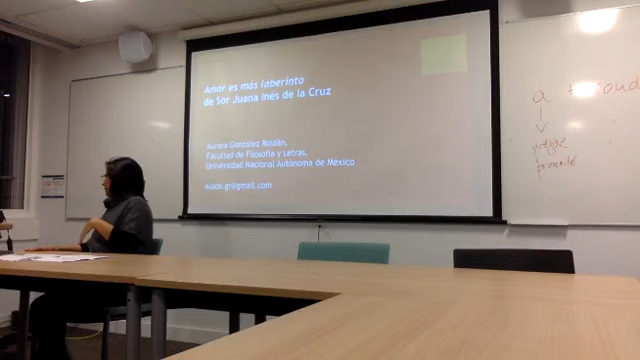 Amor es más laberinto
de Sor Juana Inés de la Cruz
Aurora González Roldán,
Facultad de Filosofía y Letras,
Universidad Nacional Autónoma de México
ausos.gr@gmail.com
a